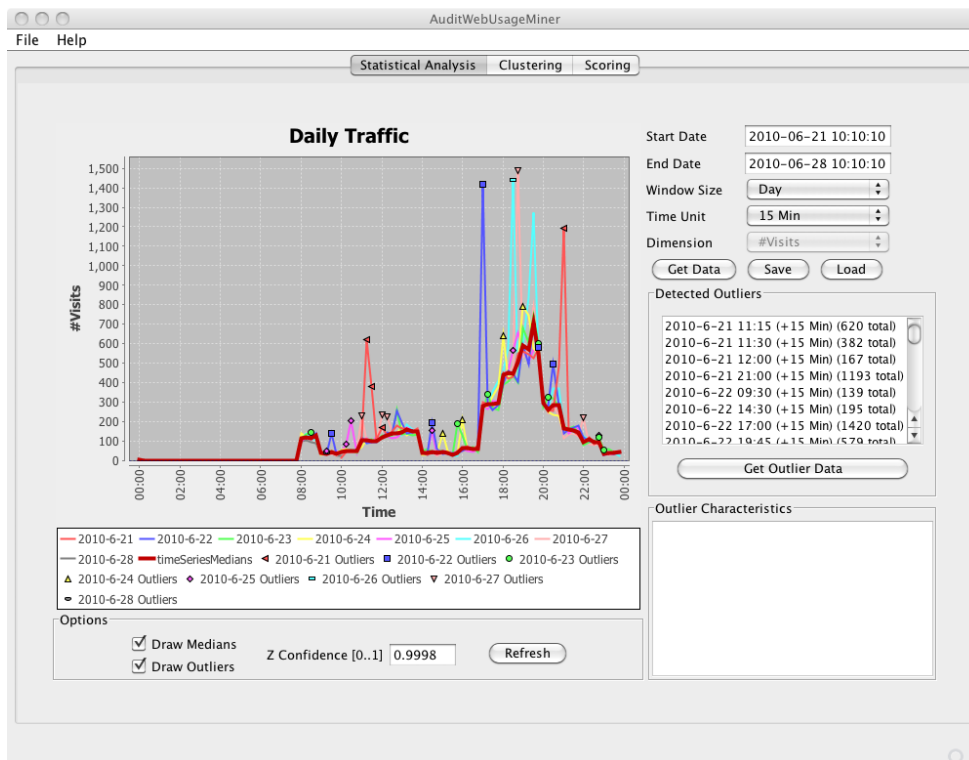 AuditWebUsageMiner
File Help
Statistical Analysis Clustering Scoring
Daily Traffic
1,500
1,400
1,300
1,200
1,100
1,000
900
800
700
600
500
400
300
200
100
0
#Visits
00:00 02:00 04:00 06:00 08:00 10:00 12:00 14:00 16:00 18:00 20:00 22:00 00:00
Time
2010-6-21 2010-6-22 2010-6-23 2010-6-24 2010-6-25 2010-6-26 2010-6-27
2010-6-28 timeSeriesMedians 2010-6-21 Outliers 2010-6-22 Outliers 2010-6-23 Outliers
2010-6-24 Outliers 2010-6-25 Outliers 2010-6-26 Outliers 2010-6-27 Outliers
2010-6-28 Outliers
Options
Draw Medians
Draw Outliers
Z Confidence [0..1] 0.9998 Refresh
Start Date 2010-06-21 10:10:10
End Date 2010-06-28 10:10:10
Window Size Day
Time Unit 15 Min
Dimension #Visits
Get Data Save Load
Detected Outliers
2010-6-21 11:15 (+15 Min) (620 total)
2010-6-21 11:30 (+15 Min) (382 total)
2010-6-21 12:00 (+15 Min) (167 total)
2010-6-21 21:00 (+15 Min) (1193 total)
2010-6-22 09:30 (+15 Min) (139 total)
2010-6-22 14:30 (+15 Min) (195 total)
2010-6-22 17:00 (+15 Min) (1420 total)
2010-6-22 19:45 (+15 Min) (579 total)
Get Outlier Data
Outlier Characteristics